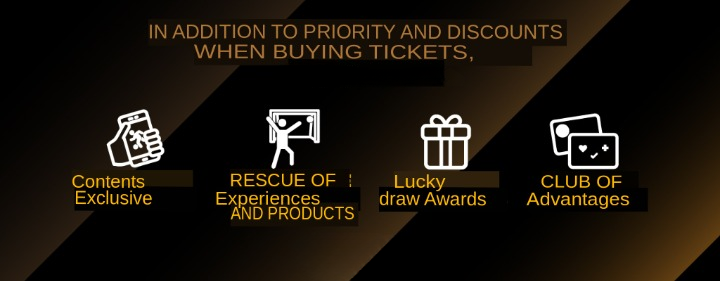 IN ADDITION TO PRIORITY AND DISCOUNTS
WHEN BUYING TICKETS,
Contents
Exclusive
RESCUE OF
Experiences
AND PRODUCTS
Lucky
draw Awards
CLUB OF
Advantages